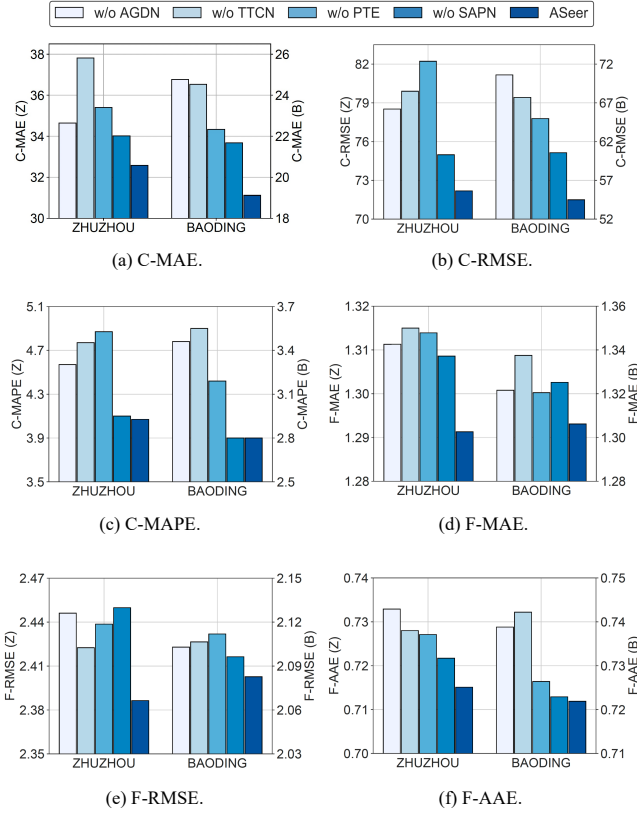 w/o AGDN w/o TTCN w/o PTE w/o SAPN ASeer
38 36 34 32 30
C-MAE (Z)
26 24 22 20 18
C-MAE (B)
ZHUZHOU BAODING
(a) C-MAE.
82 79 76 73 70
C-RMSE (Z)
72 67 62 57 52
C-RMSE (B)
ZHUZHOU BAODING
(b) C-RMSE.
5.1 4.7 4.3 3.9 3.5
C-MAPE (Z)
3.7 3.4 3.1 2.8 2.5
C-MAPE (B)
ZHUZHOU BAODING
(c) C-MAPE.
1.32 1.31 1.30 1.29 1.28
F-MAE (Z)
1.36 1.34 1.32 1.30 1.28
F-MAE (B)
ZHUZHOU BAODING
(d) F-MAE.
2.47 2.44 2.41 2.38 2.35
F-RMSE (Z)
2.15 2.12 2.09 2.06 2.03
F-RMSE (B)
ZHUZHOU BAODING
(e) F-RMSE.
0.74 0.73 0.72 0.71 0.70
F-AAE (Z)
0.75 0.74 0.73 0.72 0.71
F-AAE (B)
ZHUZHOU BAODING
(f) F-AAE.